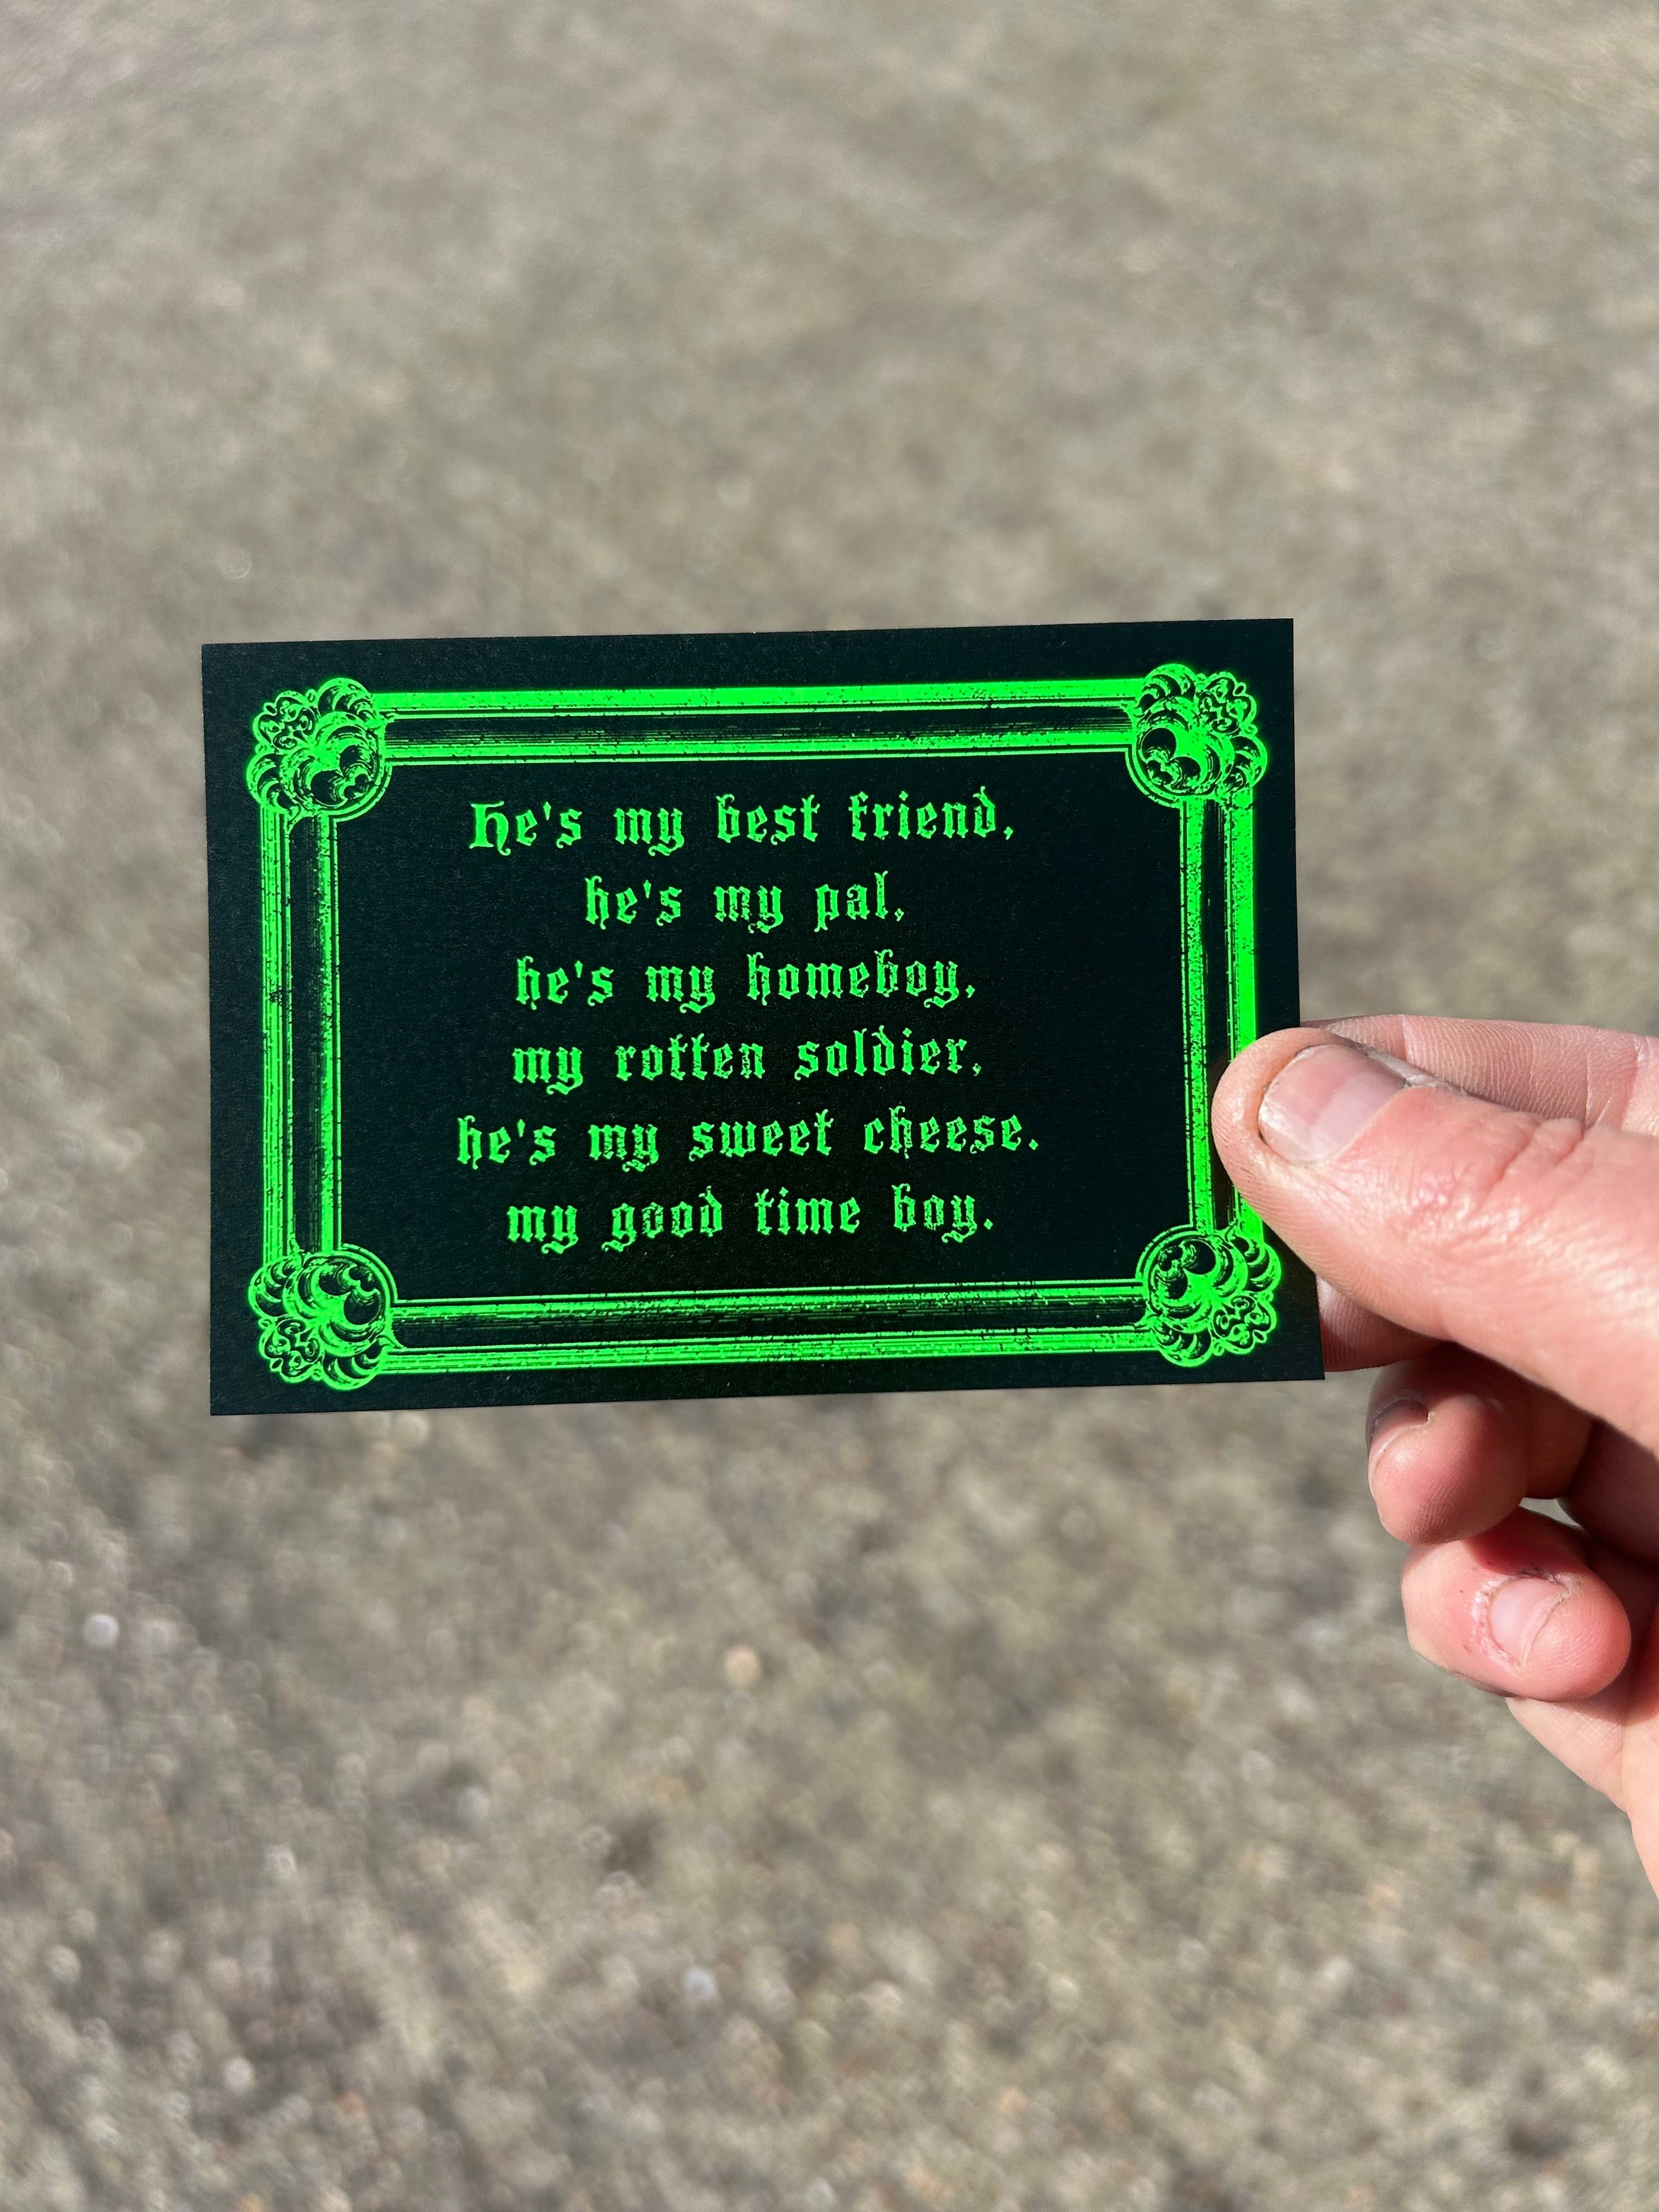 He's my best friend,
he's my pal,
he's my homeboy,
my rotten soldier,
he's my sweet cheese.
my good time boy.